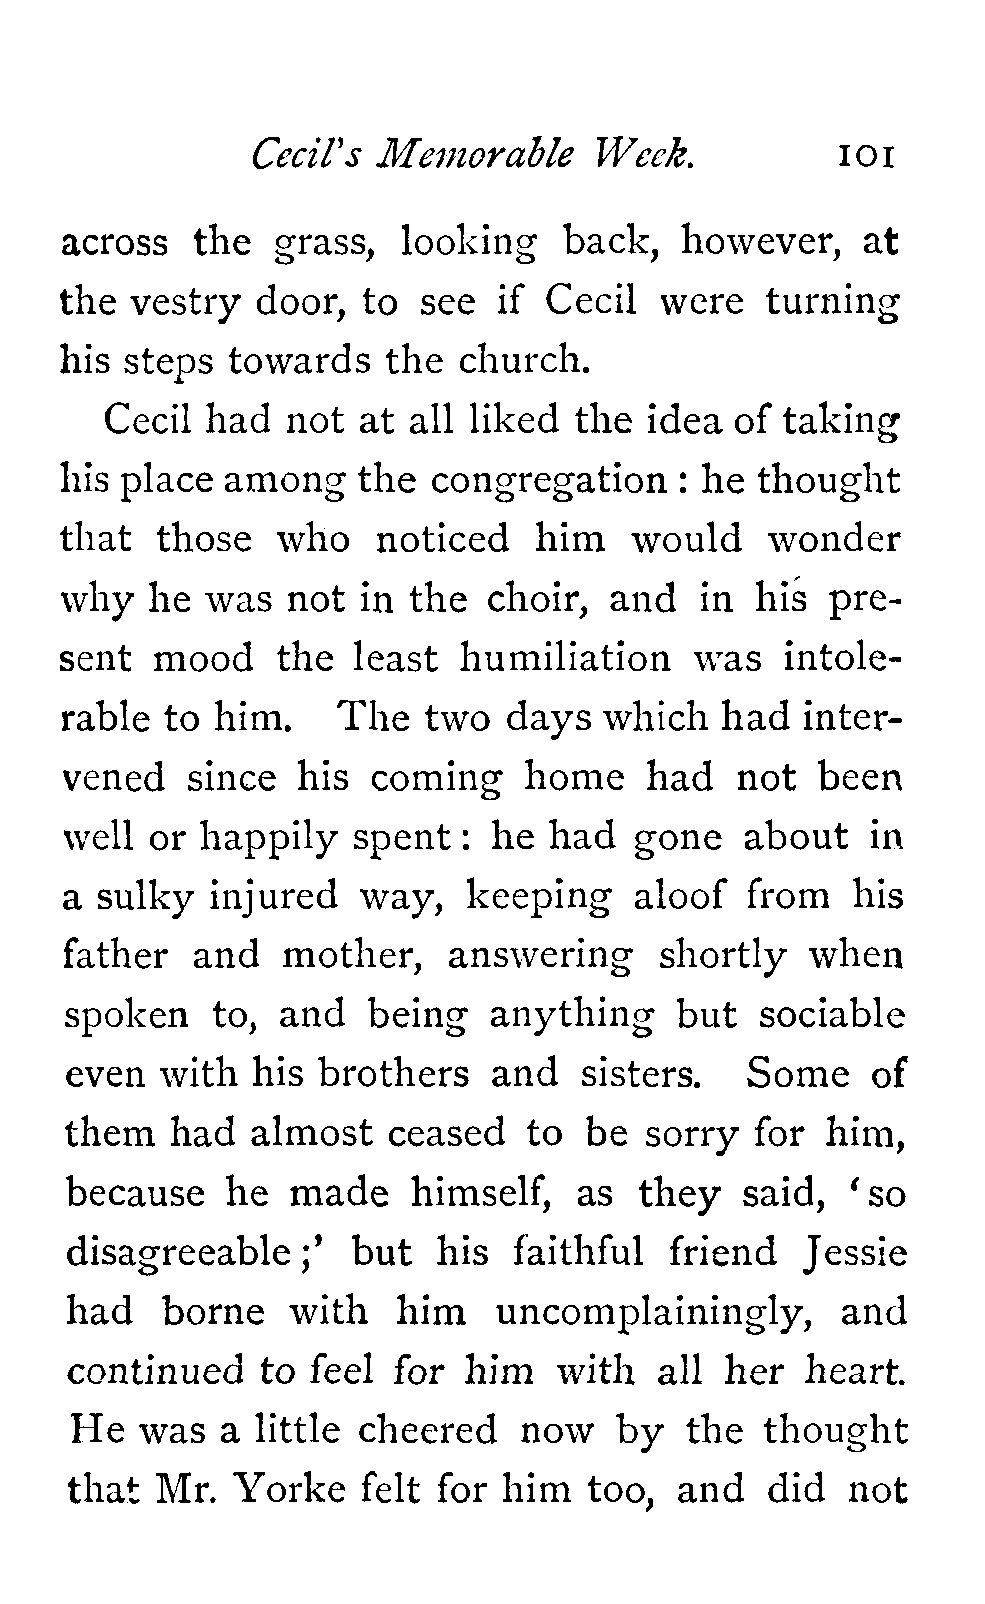 Cecil's Memorable Week. 101
across the grass, looking back, however, at
the vestry door, to see if Cecil were turning
his steps towards the church.
Cecil had not at all liked the idea of taking
his place among the congregation : he thought
that those who noticed him would wonder
why he was not in the choir, and in his pre-
sent mood the least humiliation was intole-
rable to him. The two days which had inter-
vened since his coming home had not been
well or happily spent : he had gone about in
a sulky injured way, keeping aloof from his
father and mother, answering shortly when
spoken to, and being anything but sociable
even with his brothers and sisters. Some of
them had almost ceased to be sorry for him,
because he made himself, as they said, ‘ so
disagreeable ;’ but his faithful friend Jessie
had borne with him uncomplainingly, and
continued to feel for him with all her heart.
He was a little cheered now by the thought
that Mr. Yorke felt for him too, and did not